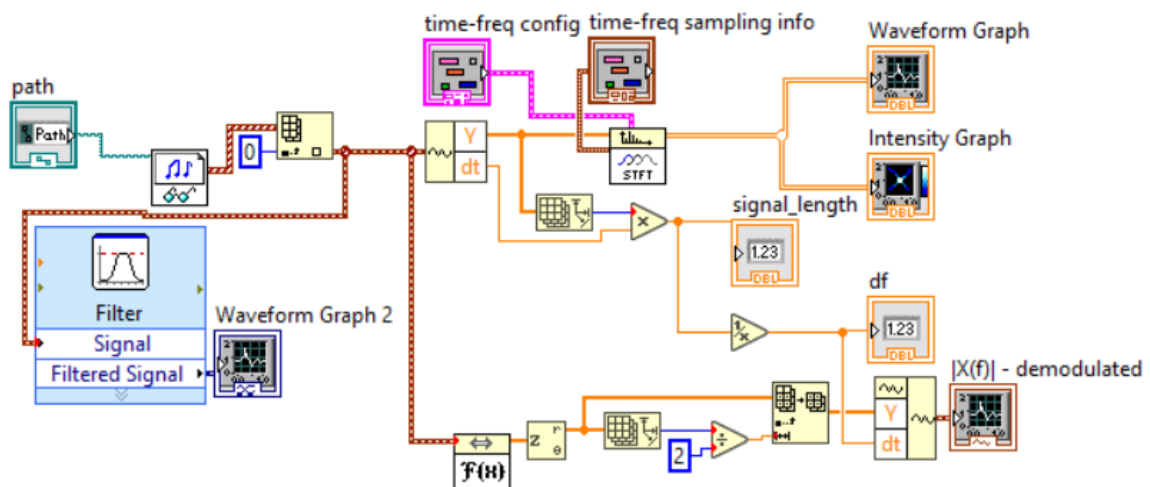 time-freq config
time-freq sampling info
Waveform Graph
path
Path
DBL
0
Y
dt
STFT
Intensity Graph
DBL
signal_length
1.23
DBL
x
Filter
Signal
Filtered Signal
Waveform Graph 2
df
1/x
1.23
DBL
|X(f)| - demodulated
r
z
θ
2
÷
Y
dt
F(x)